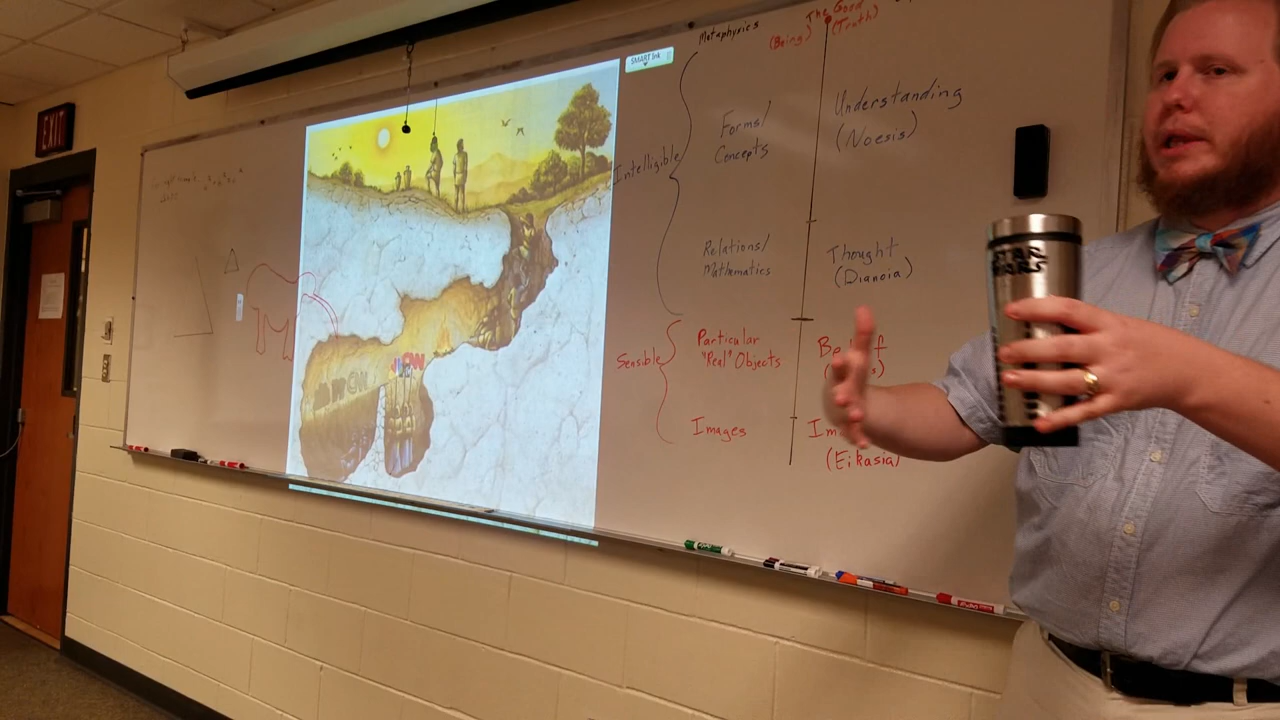 EXIT
SMART Ink
CNN
Metaphysics
The Good
(Being)
(Truth)
Intelligible
Forms/
Concepts
Understanding
(Noesis)
Relations/
Mathematics
Thought
(Dianoia)
Sensible
Particular
"Real" Objects
Images
(Eikasia)
STAR
WARS